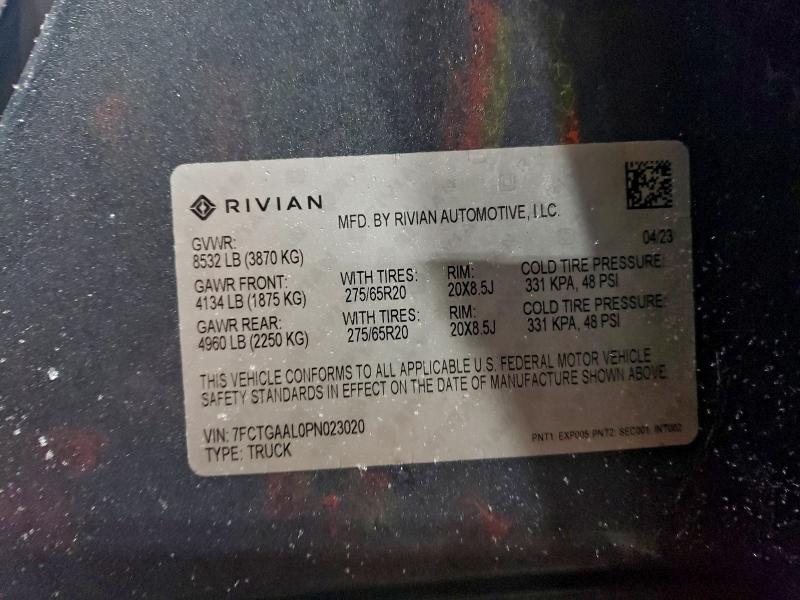 RIVIAN
MFD. BY RIVIAN AUTOMOTIVE, LLC.
04/23
GVWR:
8532 LB (3870 KG)
GAWR FRONT: WITH TIRES: RIM: COLD TIRE PRESSURE:
4134 LB (1875 KG) 275/65R20 20X8.5J 331 KPA, 48 PSI
GAWR REAR: WITH TIRES: RIM: COLD TIRE PRESSURE:
4960 LB (2250 KG) 275/65R20 20X8.5J 331 KPA, 48 PSI
THIS VEHICLE CONFORMS TO ALL APPLICABLE U.S. FEDERAL MOTOR VEHICLE
SAFETY STANDARDS IN EFFECT ON THE DATE OF MANUFACTURE SHOWN ABOVE.
VIN: 7FCTGAAL0PN023020
TYPE: TRUCK
PNT1: EXP005 PNT2: SEC001 INT002